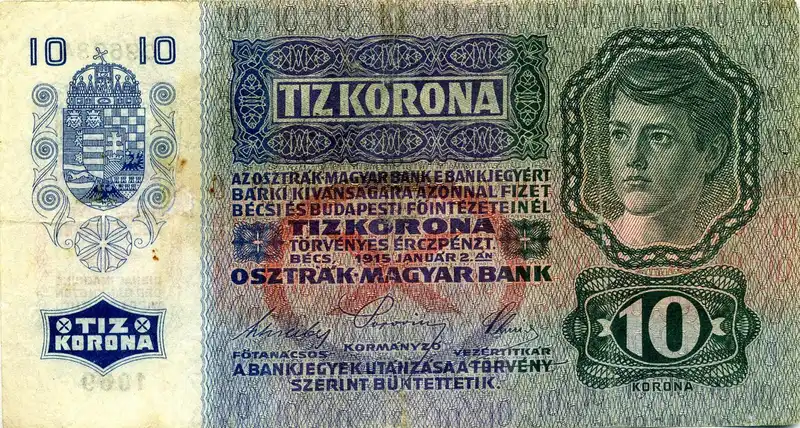 10 10
TIZ
KORONA
TIZ KORONA
AZ OSZTRÁK-MAGYAR BANK E BANKJEGYÉRT
BÁRKI KIVÁNSÁGÁRA AZONNAL FIZET
BÉCSI ÉS BUDAPESTI FŐINTÉZETEINÉL
TIZ KORONA
TÖRVÉNYES ÉRCZPÉNZT.
BÉCS, 1915 JANUÁR 2.ÁN
OSZTRÁK-MAGYAR BANK
FŐTANÁCSOS KORMÁNYZÓ VEZÉRTITKÁR
A BANKJEGYEK UTÁNZÁSA A TÖRVÉNY
SZERINT BÜNTETTETIK.
10
KORONA